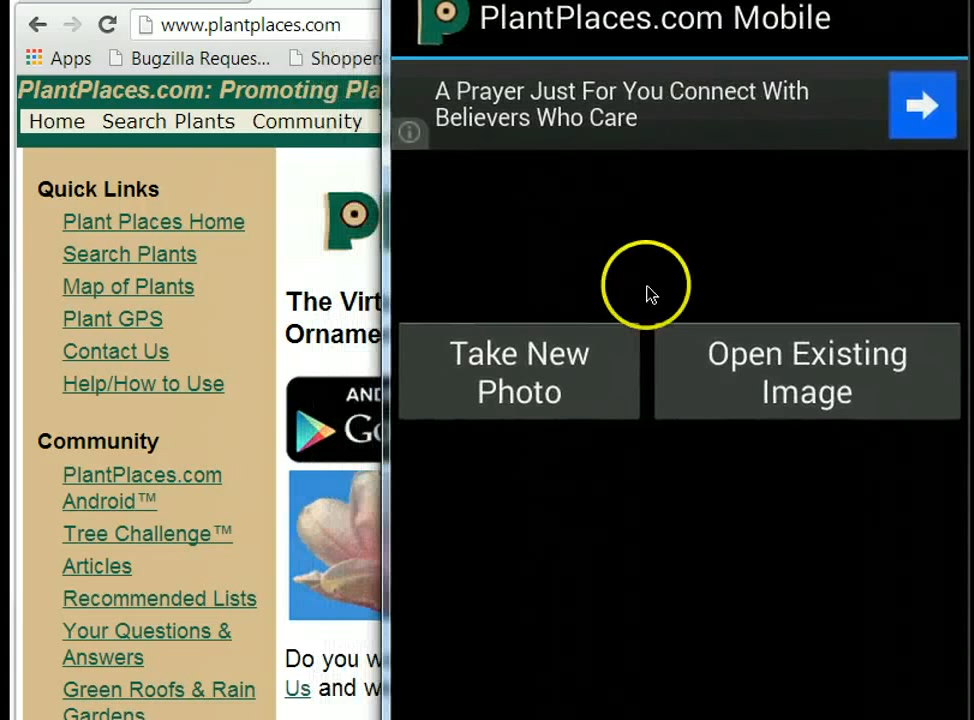 www.plantplaces.com
Apps Bugzilla Reques... Shoppers
PlantPlaces.com: Promoting Pla
Home Search Plants Community
Quick Links
Plant Places Home
Search Plants
Map of Plants
Plant GPS
Contact Us
Help/How to Use
Community
PlantPlaces.com
Android™
Tree Challenge™
Articles
Recommended Lists
Your Questions &
Answers
Green Roofs & Rain
Gardens
The Virt
Orname
AND
Go
Do you w
Us and w
PlantPlaces.com Mobile
A Prayer Just For You Connect With
Believers Who Care
Take New
Photo
Open Existing
Image